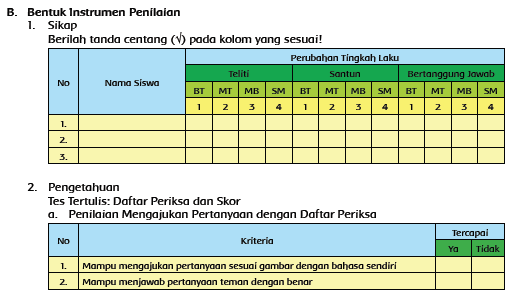 B. Bentuk Instrumen Penilaian
1. Sikap
Berilah tanda centang (√) pada kolom yang sesuai!
No Nama Siswa Perubahan Tingkah Laku
Teliti Santun Bertanggung Jawab
BT MT MB SM BT MT MB SM BT MT MB SM
1 2 3 4 1 2 3 4 1 2 3 4
1.
2.
3.
2. Pengetahuan
Tes Tertulis: Daftar Periksa dan Skor
a. Penilaian Mengajukan Pertanyaan dengan Daftar Periksa
No Kriteria Tercapai
Ya Tidak
1. Mampu mengajukan pertanyaan sesuai gambar dengan bahasa sendiri
2. Mampu menjawab pertanyaan teman dengan benar